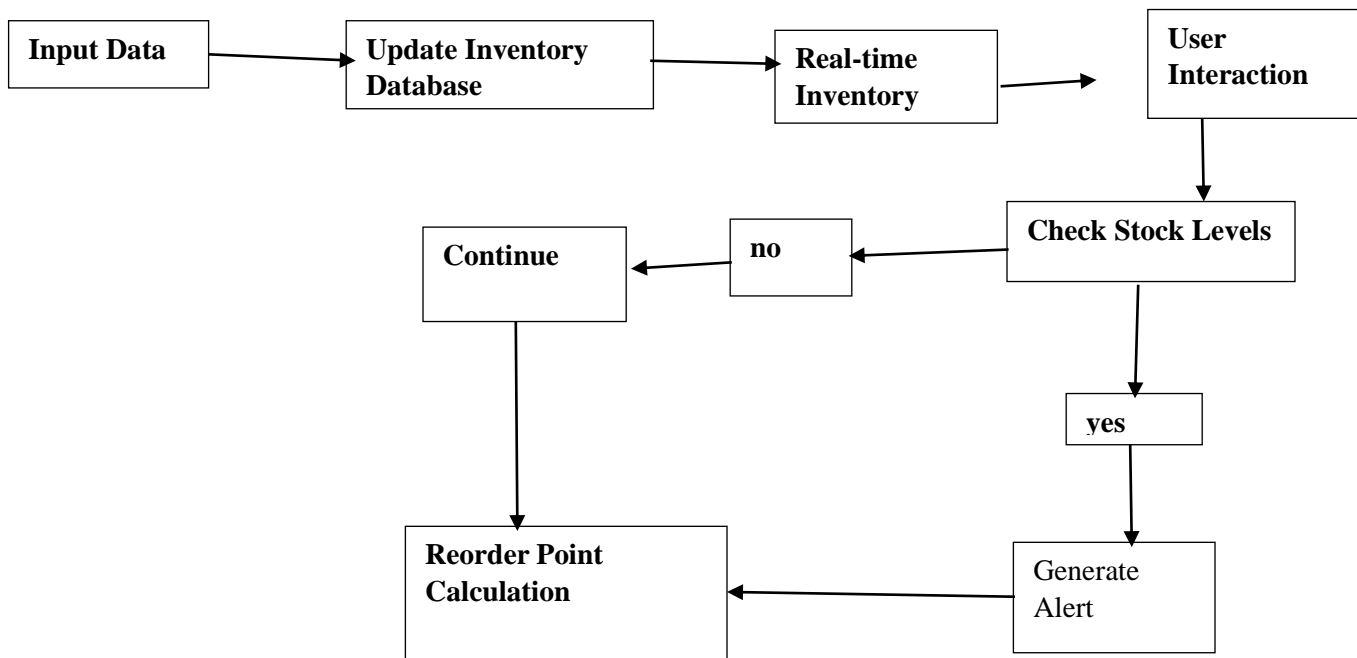 Input Data
Update Inventory
Database
Real-time
Inventory
User
Interaction
Check Stock Levels
no
Continue
yes
Reorder Point
Calculation
Generate
Alert